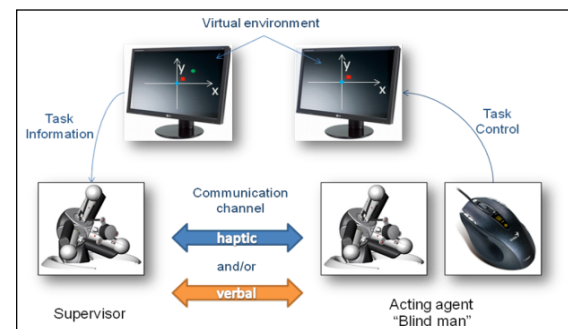 Virtual environment
y
x
y
x
Task
Information
Task
Control
Communication
channel
haptic
and/or
verbal
Supervisor
Acting agent
“Blind man”